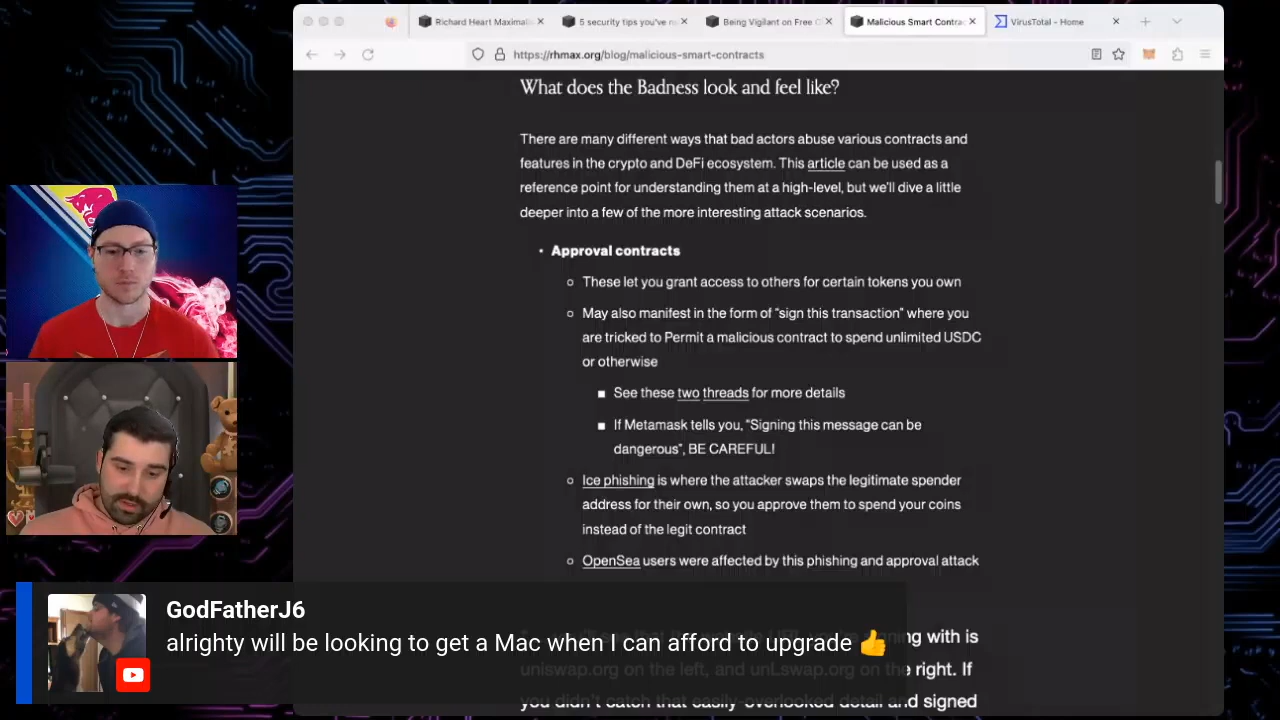 Richard Heart Maximali
5 security tips you've n
Being Vigilant on Free C
Malicious Smart Contra
VirusTotal - Home
https://rhmax.org/blog/malicious-smart-contracts
What does the Badness look and feel like?
There are many different ways that bad actors abuse various contracts and
features in the crypto and DeFi ecosystem. This article can be used as a
reference point for understanding them at a high-level, but we'll dive a little
deeper into a few of the more interesting attack scenarios.
• Approval contracts
These let you grant access to others for certain tokens you own
May also manifest in the form of "sign this transaction" where you
are tricked to Permit a malicious contract to spend unlimited USDC
or otherwise
See these two threads for more details
If Metamask tells you, "Signing this message can be
dangerous", BE CAREFUL!
Ice phishing is where the attacker swaps the legitimate spender
address for their own, so you approve them to spend your coins
instead of the legit contract
OpenSea users were affected by this phishing and approval attack
GodFatherJ6
alrighty will be looking to get a Mac when I can afford to upgrade 👍
with is
uniswap.org on the left, and unLswap.org on the right. If
you didn't catch that easily-overlooked detail and signed